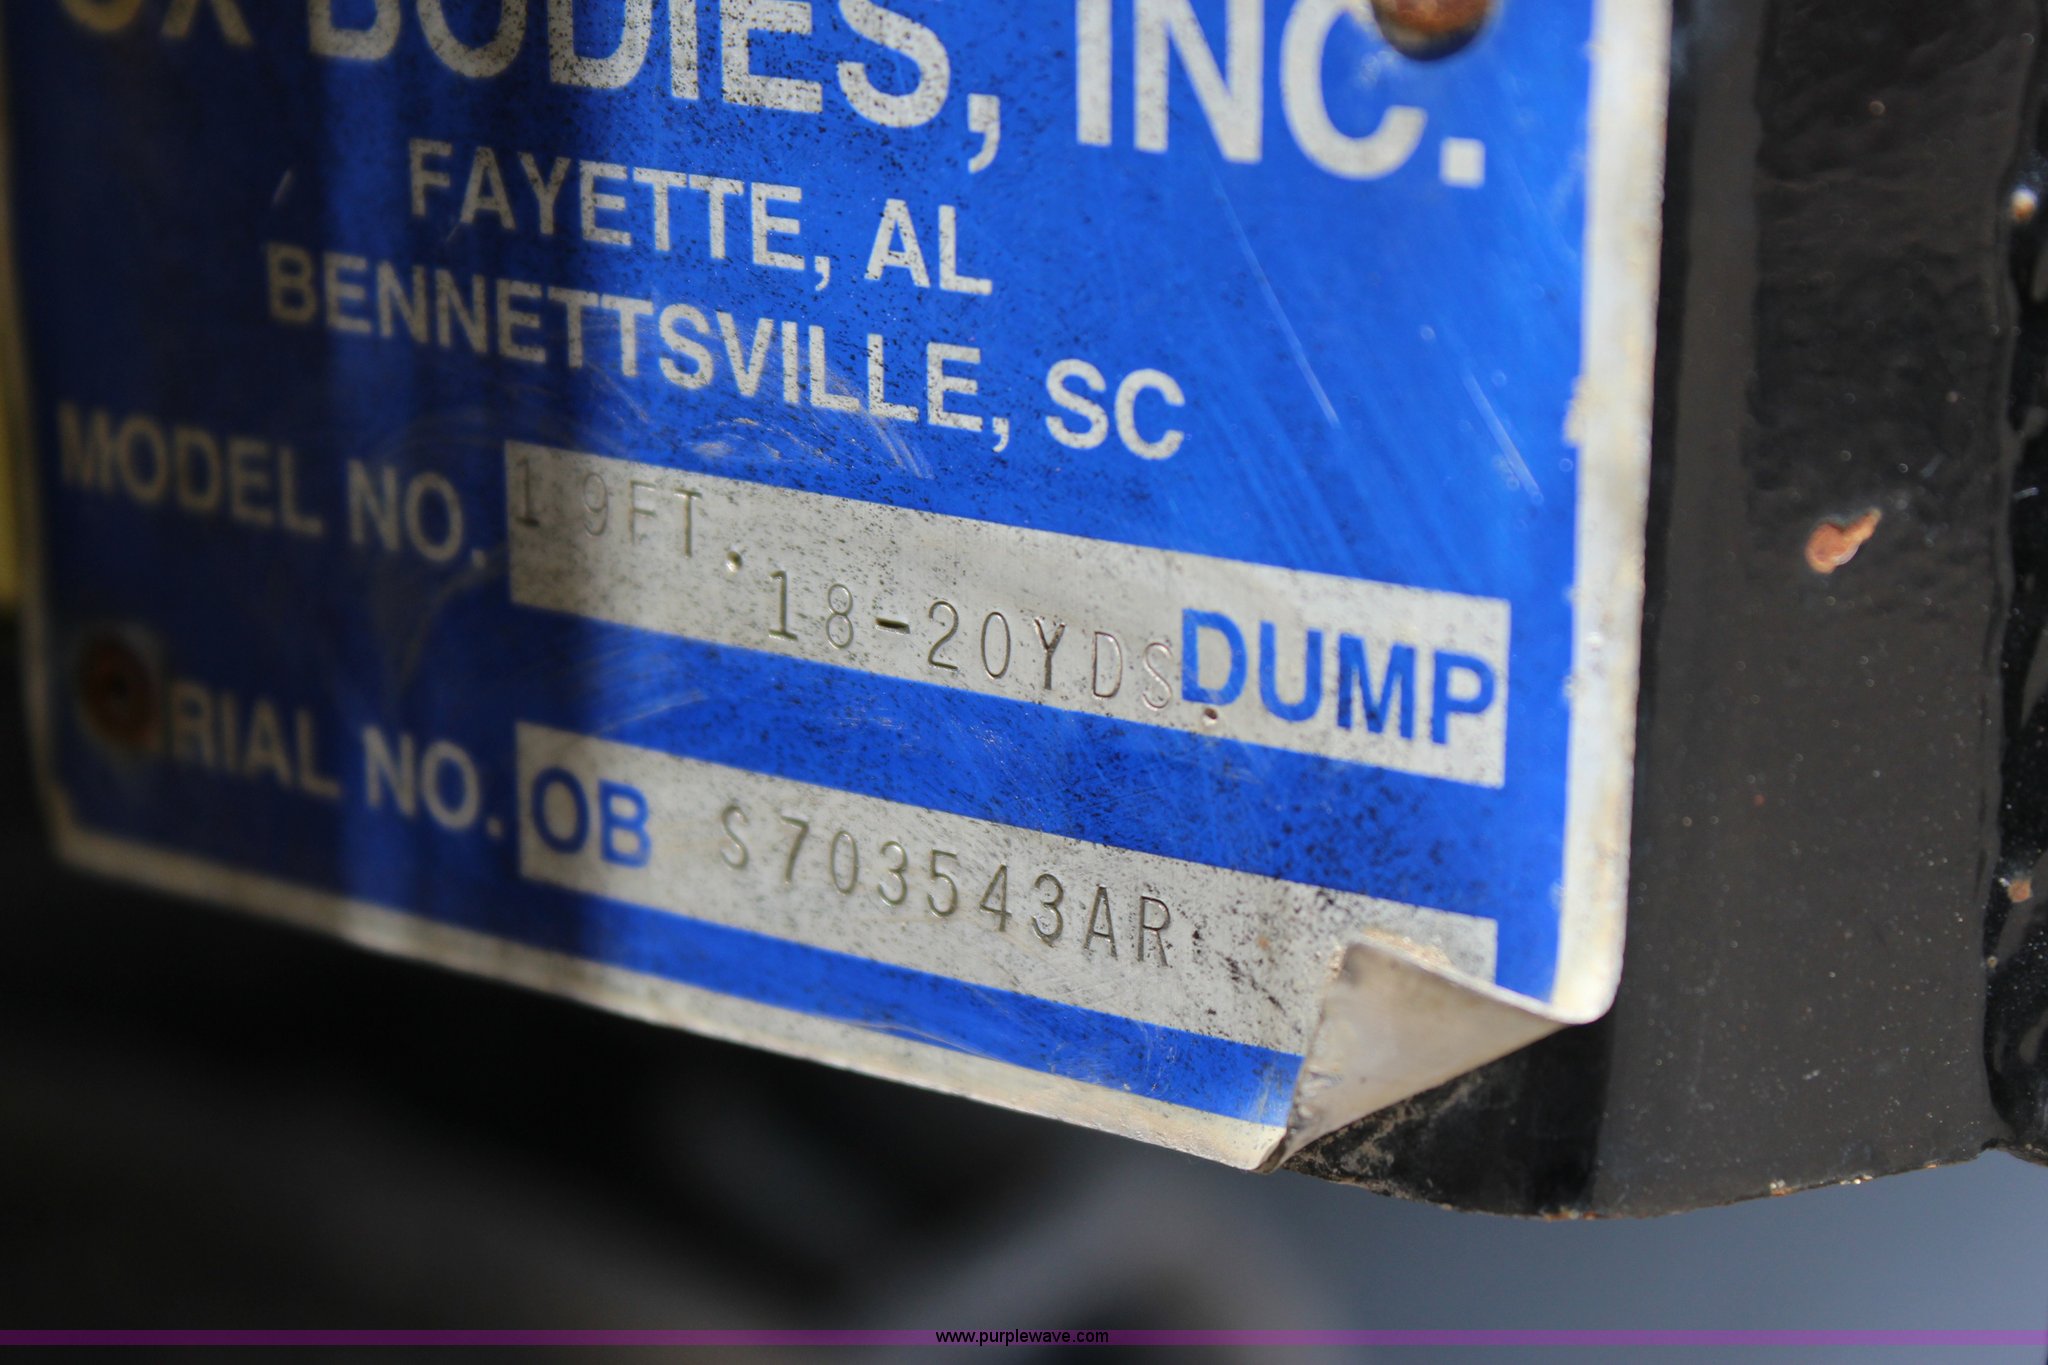 OX BODIES, INC.
FAYETTE, AL
BENNETTSVILLE, SC
MODEL NO. 19FT. 18-20YDS. DUMP
RIAL NO. OB S703543AR
www.purplewave.com